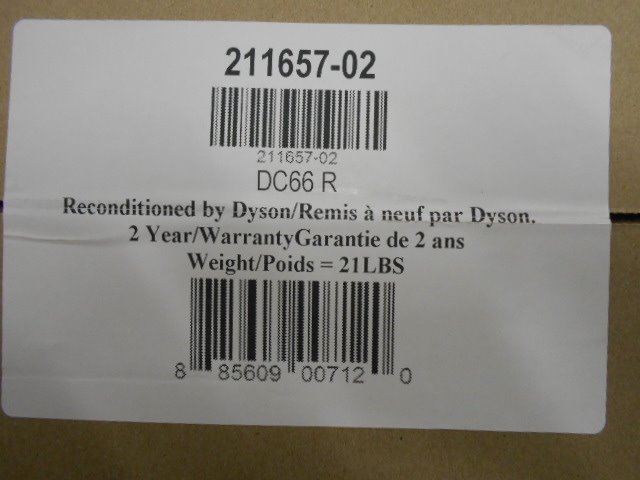 211657-02
211657-02
DC66 R
Reconditioned by Dyson/Remis à neuf par Dyson.
2 Year/WarrantyGarantie de 2 ans
Weight/Poids = 21LBS
8 85609 00712 0